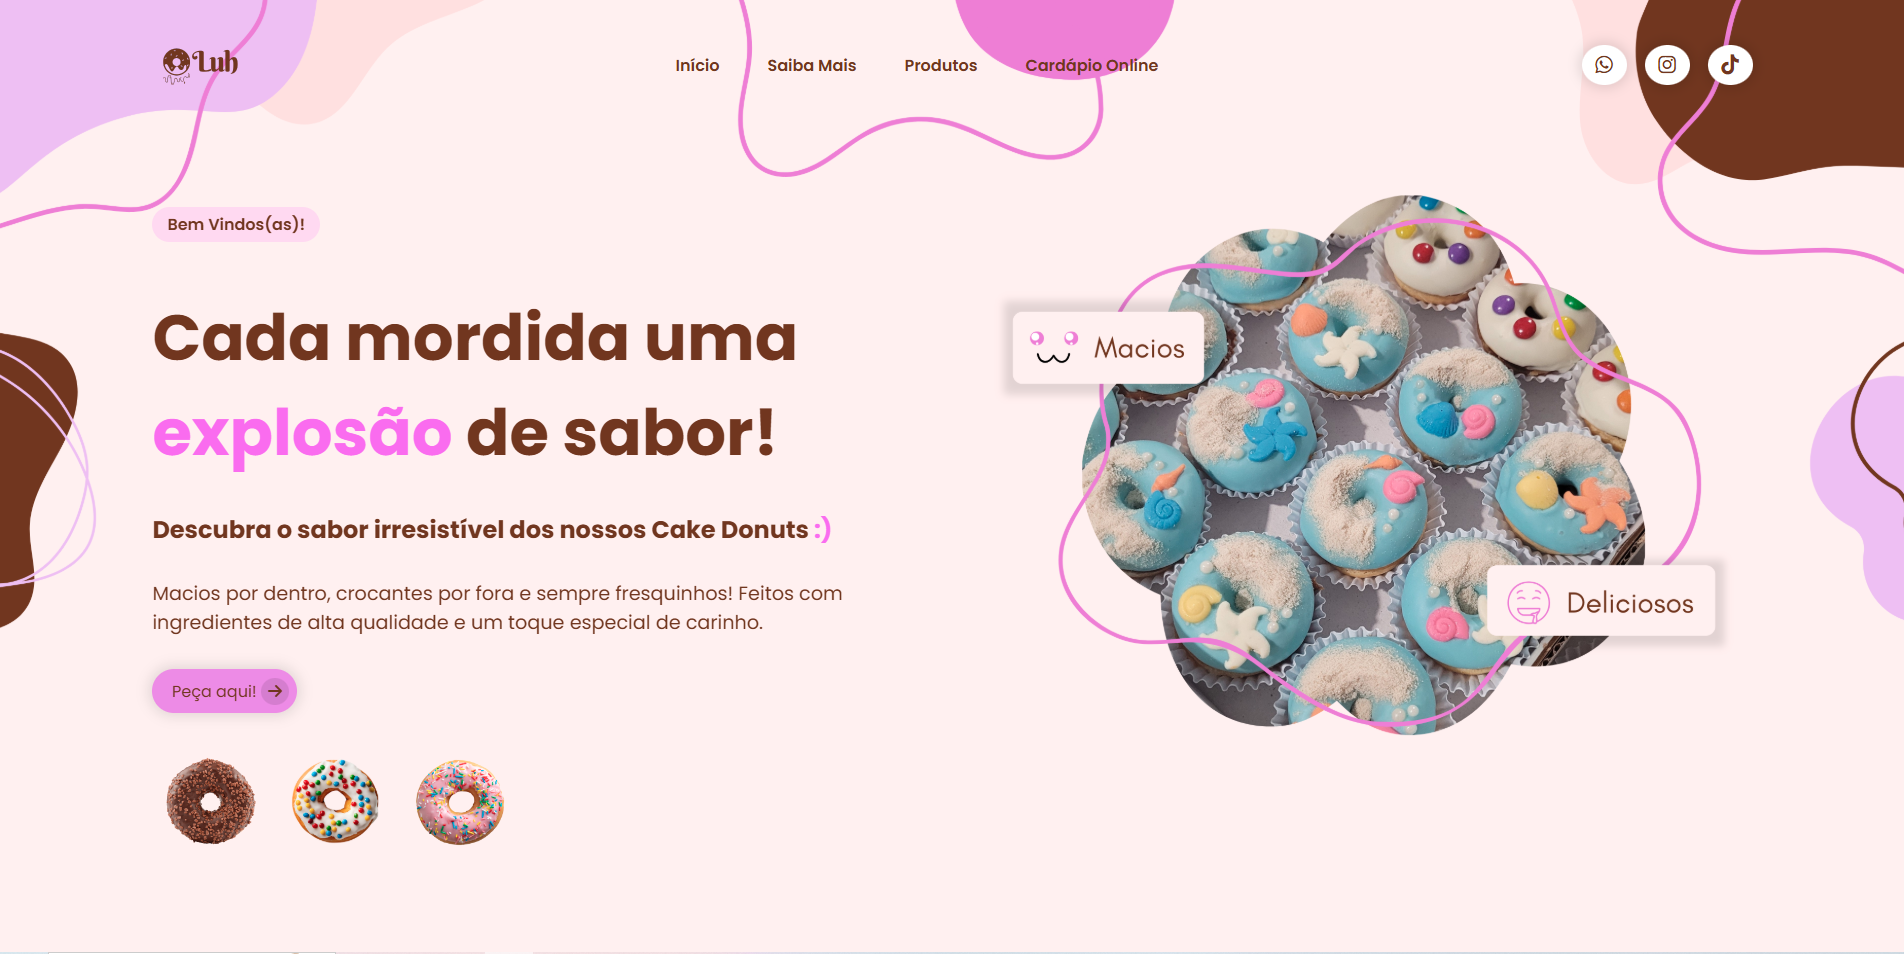 Luh
Início
Saiba Mais
Produtos
Cardápio Online
Bem Vindos(as)!
Cada mordida uma
explosão de sabor!
Descubra o sabor irresistível dos nossos Cake Donuts :)
Macios por dentro, crocantes por fora e sempre fresquinhos! Feitos com
ingredientes de alta qualidade e um toque especial de carinho.
Peça aqui!
Macios
Deliciosos